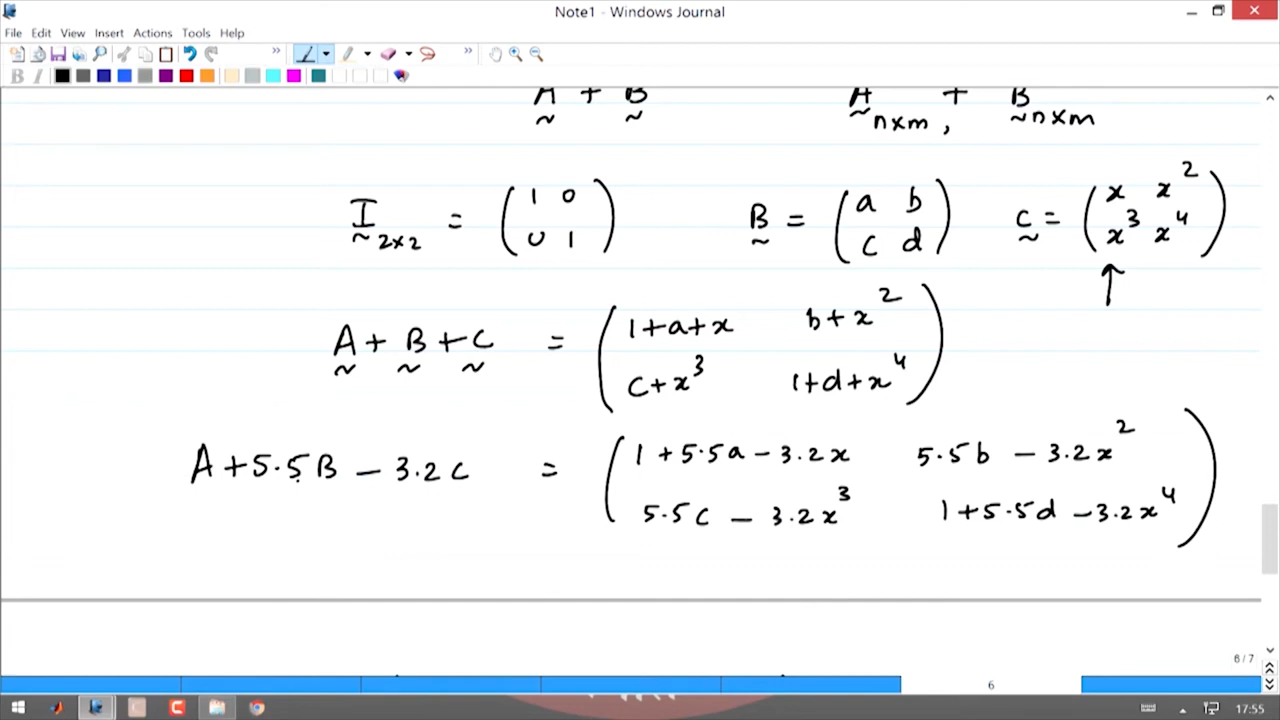 Note1 - Windows Journal
File Edit View Insert Actions Tools Help
A + B A n×m , + B n×m
I 2×2 = ( 1 0 ) B = ( a b ) C = ( x x² )
( 0 1 ) ( c d ) ( x³ x⁴ )
↑
A + B + C = ( 1+a+x b+x² )
( c+x³ 1+d+x⁴ )
A + 5.5B – 3.2C = ( 1+5.5a – 3.2x 5.5b – 3.2x² )
( 5.5c – 3.2x³ 1+5.5d – 3.2x⁴ )
6 / 7
6
17:55